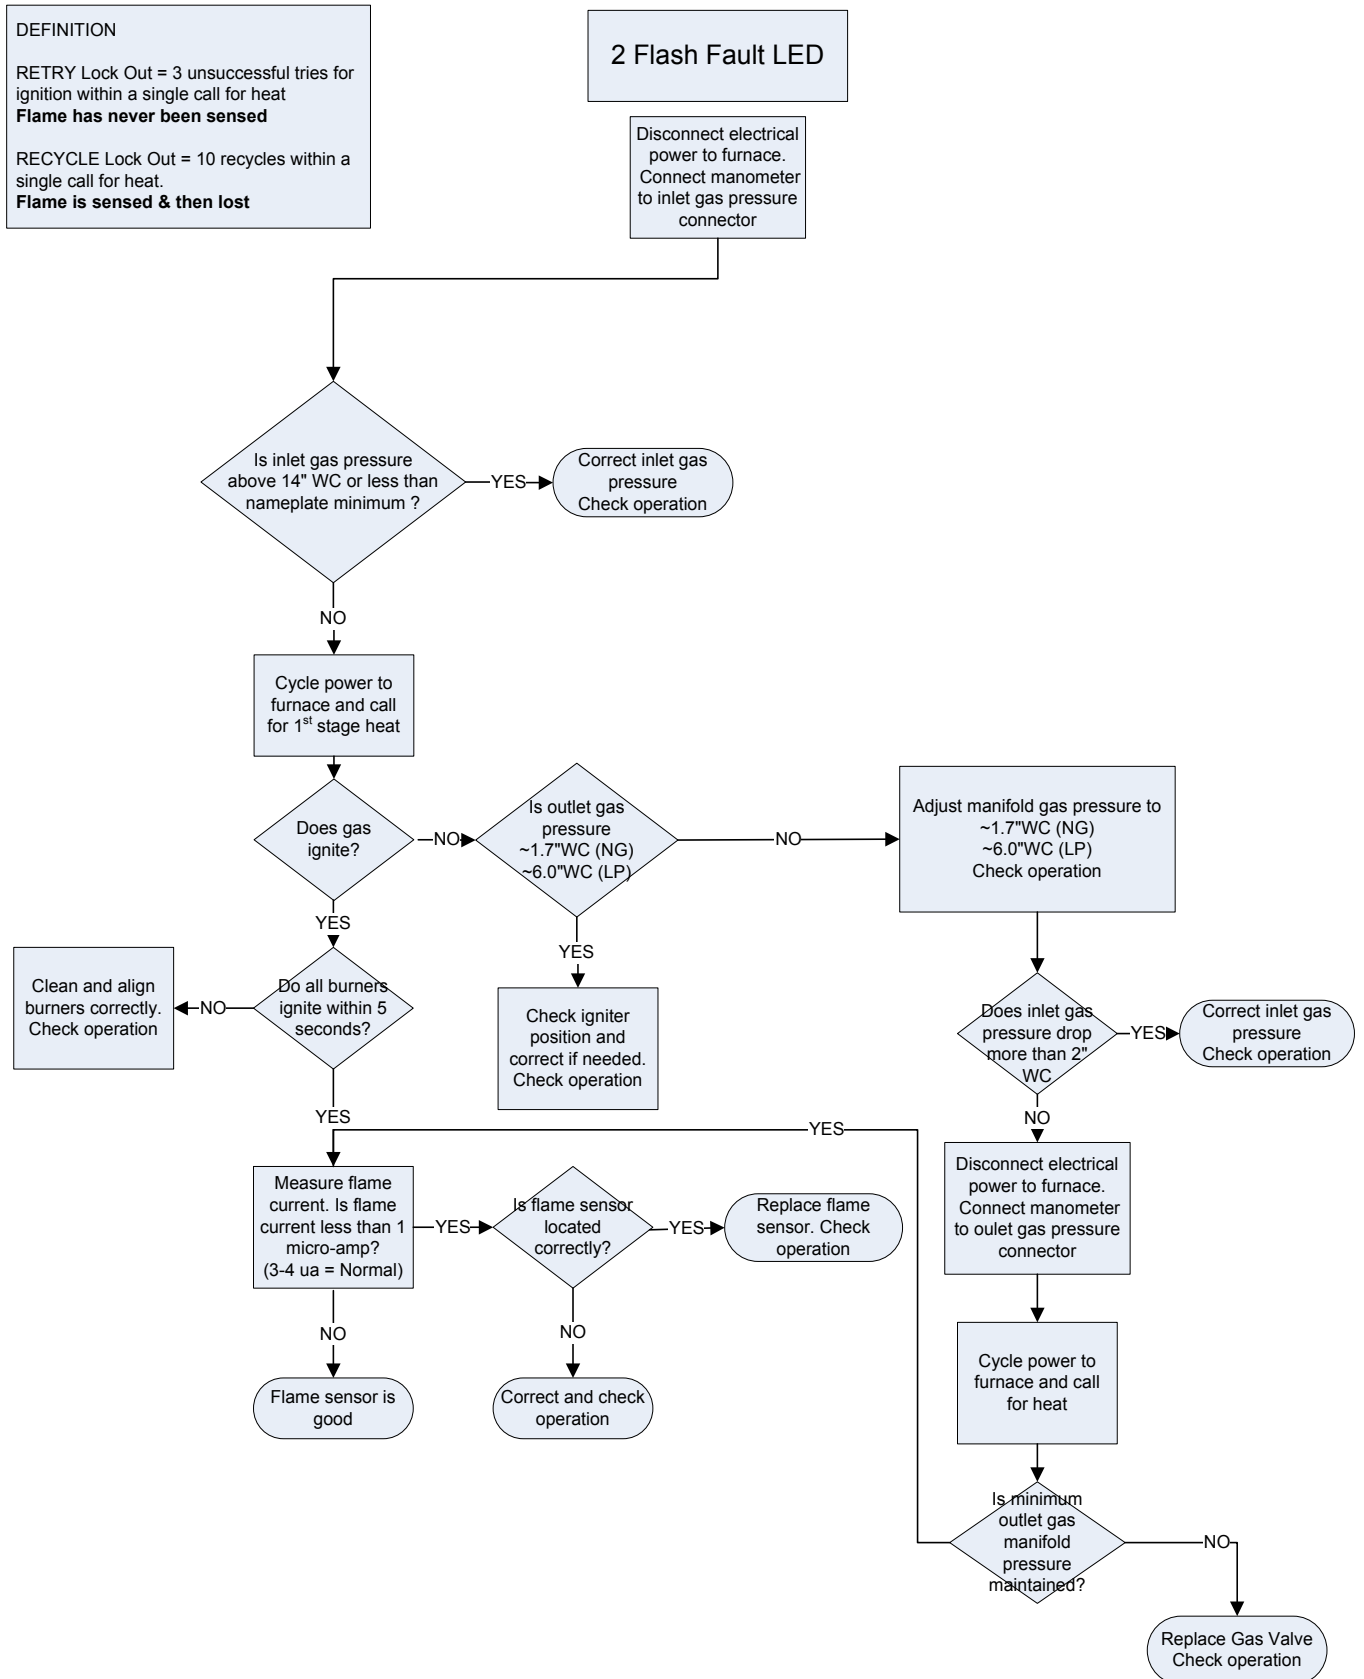 DEFINITION
RETRY Lock Out = 3 unsuccessful tries for
ignition within a single call for heat
Flame has never been sensed
RECYCLE Lock Out = 10 recycles within a
single call for heat.
Flame is sensed & then lost
2 Flash Fault LED
Disconnect electrical
power to furnace.
Connect manometer
to inlet gas pressure
connector
Is inlet gas pressure
above 14" WC or less than
nameplate minimum ?
YES
Correct inlet gas
pressure
Check operation
NO
Cycle power to
furnace and call
for 1st stage heat
Does gas
ignite?
NO
Is outlet gas
pressure
~1.7"WC (NG)
~6.0"WC (LP)
NO
Adjust manifold gas pressure to
~1.7"WC (NG)
~6.0"WC (LP)
Check operation
YES
YES
Clean and align
burners correctly.
Check operation
NO
Do all burners
ignite within 5
seconds?
Check igniter
position and
correct if needed.
Check operation
Does inlet gas
pressure drop
more than 2"
WC
YES
Correct inlet gas
pressure
Check operation
YES
NO
YES
Measure flame
current. Is flame
current less than 1
micro-amp?
(3-4 ua = Normal)
YES
Is flame sensor
located
correctly?
YES
Replace flame
sensor. Check
operation
Disconnect electrical
power to furnace.
Connect manometer
to oulet gas pressure
connector
NO
NO
Flame sensor is
good
Correct and check
operation
Cycle power to
furnace and call
for heat
Is minimum
outlet gas
manifold
pressure
maintained?
NO
Replace Gas Valve
Check operation